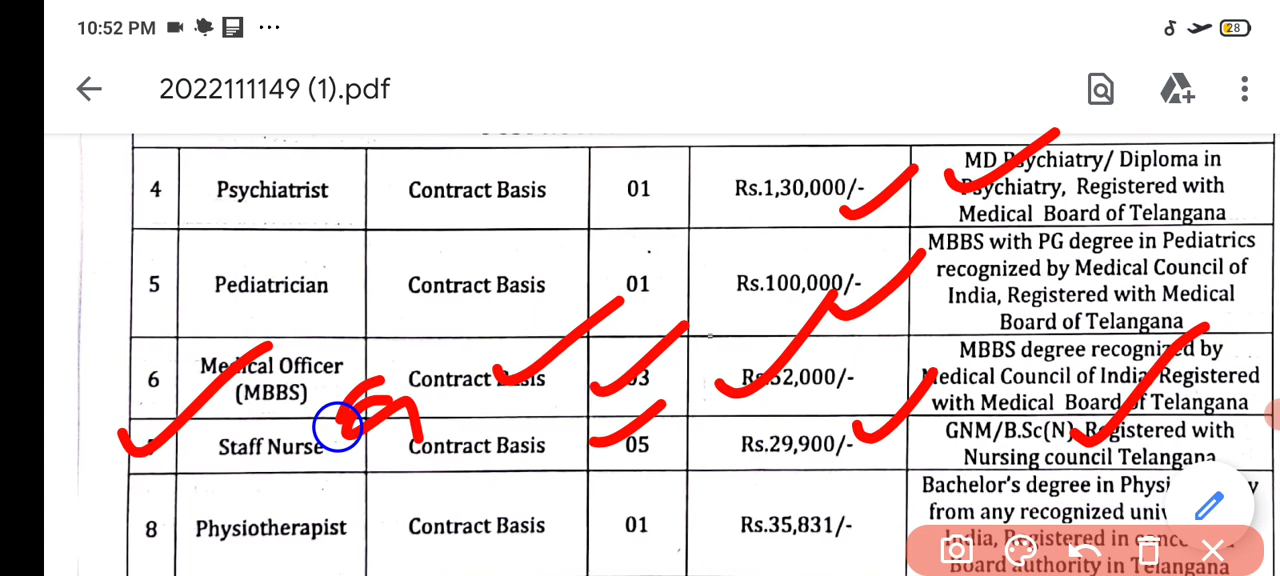 10:52 PM
28
2022111149 (1).pdf
4 Psychiatrist Contract Basis 01 Rs.1,30,000/- MD Psychiatry/ Diploma in
Psychiatry, Registered with
Medical Board of Telangana
5 Pediatrician Contract Basis 01 Rs.100,000/- MBBS with PG degree in Pediatrics
recognized by Medical Council of
India, Registered with Medical
Board of Telangana
6 Medical Officer
(MBBS) Contract Basis 03 Rs.52,000/- MBBS degree recognized by
Medical Council of India, Registered
with Medical Board of Telangana
Staff Nurse Contract Basis 05 Rs.29,900/- GNM/B.Sc(N), Registered with
Nursing council Telangana
8 Physiotherapist Contract Basis 01 Rs.35,831/- Bachelor's degree in
from any recognized
India, Registered in
Board authority in Telangana